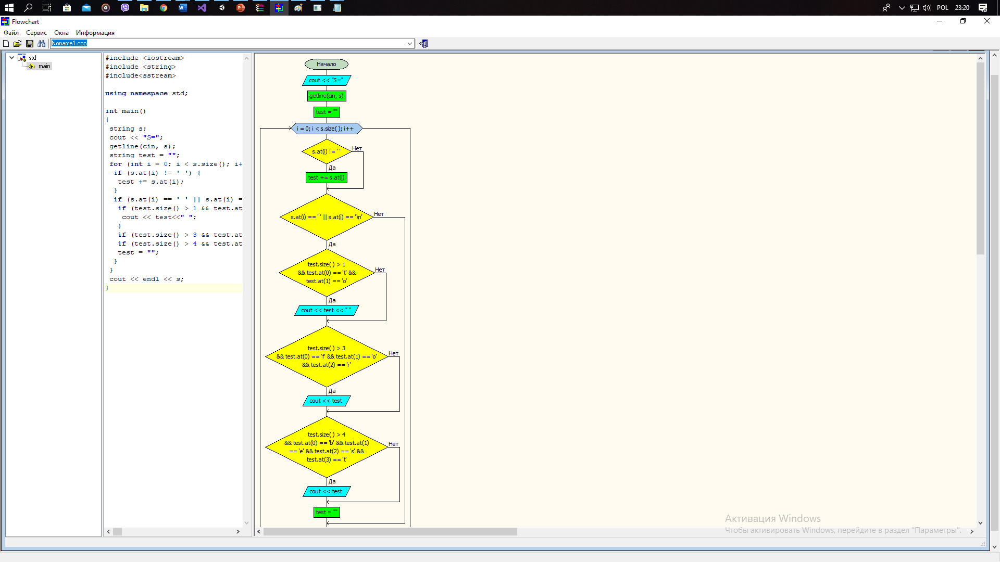 POL 23:20
Flowchart
Файл Сервис Окна Информация
Noname1.cpp
std
main
#include <iostream>
#include <string>
#include<sstream>
using namespace std;
int main()
{
string s;
cout << "S=";
getline(cin, s);
string test = "";
for (int i = 0; i < s.size(); i+
if (s.at(i) != ' ') {
test += s.at(i);
}
if (s.at(i) == ' ' || s.at(i) =
if (test.size() > 1 && test.at
cout << test<<" ";
}
if (test.size() > 3 && test.at
if (test.size() > 4 && test.at
test = "";
}
}
cout << endl << s;
}
Начало
cout << "S="
getline(cin, s)
test = ""
i = 0; i < s.size( ); i++
s.at(i) != ' '
Нет
Да
test += s.at(i)
s.at(i) == ' ' || s.at(i) == '\n'
Нет
Да
test.size( ) > 1
&& test.at(0) == 't' &&
test.at(1) == 'o'
Нет
Да
cout << test << " "
test.size( ) > 3
&& test.at(0) == 'f' && test.at(1) == 'o'
&& test.at(2) == 'r'
Нет
Да
cout << test
test.size( ) > 4
&& test.at(0) == 'b' && test.at(1)
== 'e' && test.at(2) == 's' &&
test.at(3) == 't'
Нет
Да
cout << test
test = ""
Активация Windows
Чтобы активировать Windows, перейдите в раздел "Параметры".